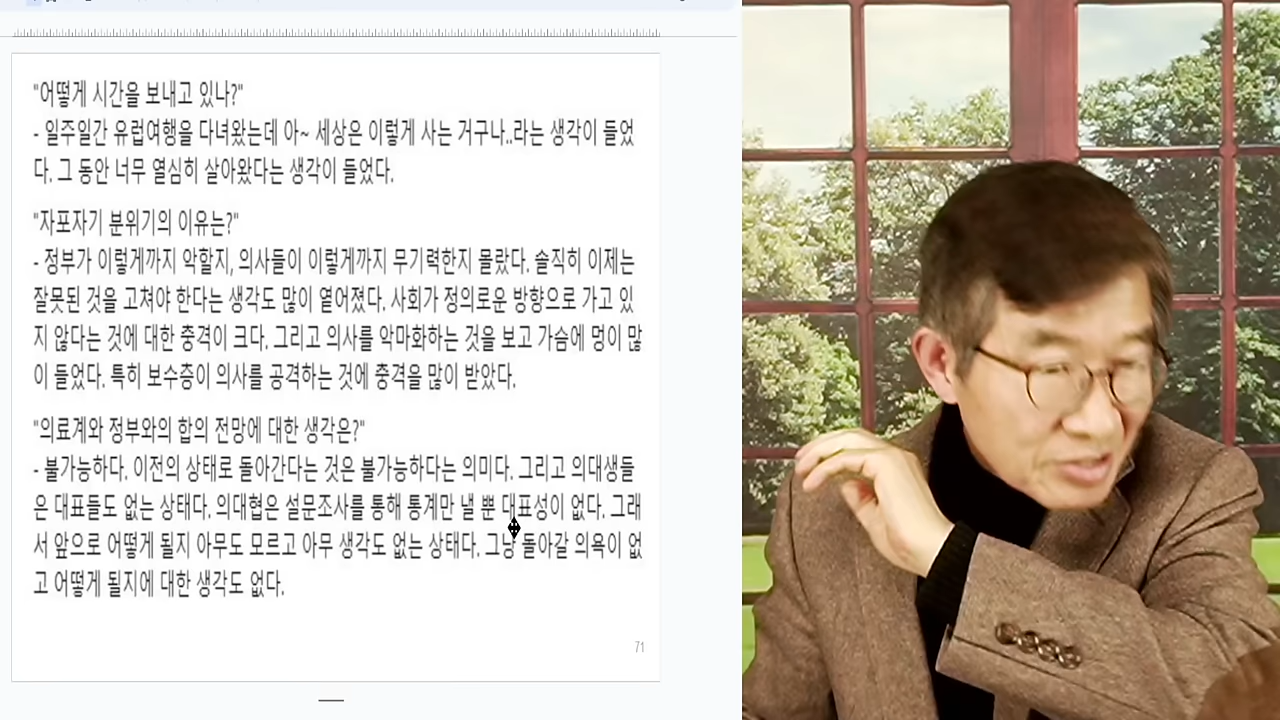 "어떻게 시간을 보내고 있나?"
- 일주일간 유럽여행을 다녀왔는데 아~ 세상은 이렇게 사는 거구나..라는 생각이 들었
다. 그 동안 너무 열심히 살아왔다는 생각이 들었다.
"자포자기 분위기의 이유는?"
- 정부가 이렇게까지 악할지, 의사들이 이렇게까지 무기력한지 몰랐다. 솔직히 이제는
잘못된 것을 고쳐야 한다는 생각도 많이 옅어졌다. 사회가 정의로운 방향으로 가고 있
지 않다는 것에 대한 충격이 크다. 그리고 의사를 악마화하는 것을 보고 가슴에 멍이 많
이 들었다. 특히 보수층이 의사를 공격하는 것에 충격을 많이 받았다.
"의료계와 정부와의 합의 전망에 대한 생각은?"
- 불가능하다. 이전의 상태로 돌아간다는 것은 불가능하다는 의미다. 그리고 의대생들
은 대표들도 없는 상태다. 의대협은 설문조사를 통해 통계만 낼 뿐 대표성이 없다. 그래
서 앞으로 어떻게 될지 아무도 모르고 아무 생각도 없는 상태다. 그냥 돌아갈 의욕이 없
고 어떻게 될지에 대한 생각도 없다.
71